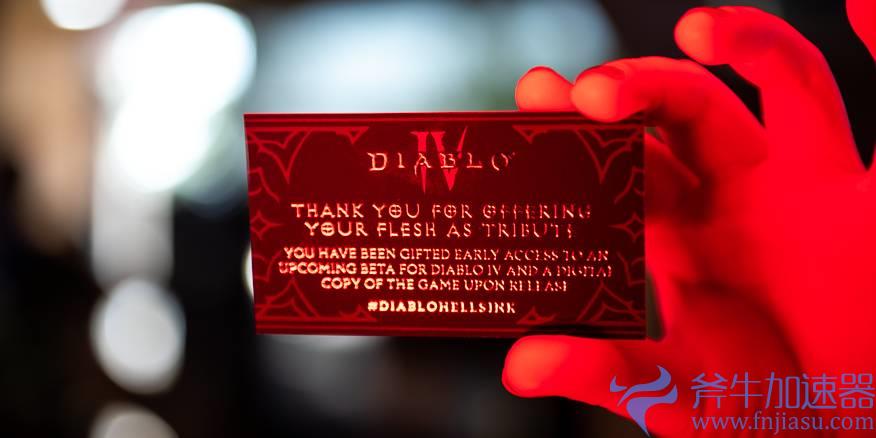 DIABLO
IV
THANK YOU FOR OFFERING
YOUR FLESH AS TRIBUTE
YOU HAVE BEEN GIFTED EARLY ACCESS TO AN
UPCOMING BETA FOR DIABLO IV AND A DIGITAL
COPY OF THE GAME UPON RELEASE
#DIABLOHELLSINK
斧牛加速器
www.fnjiasu.com